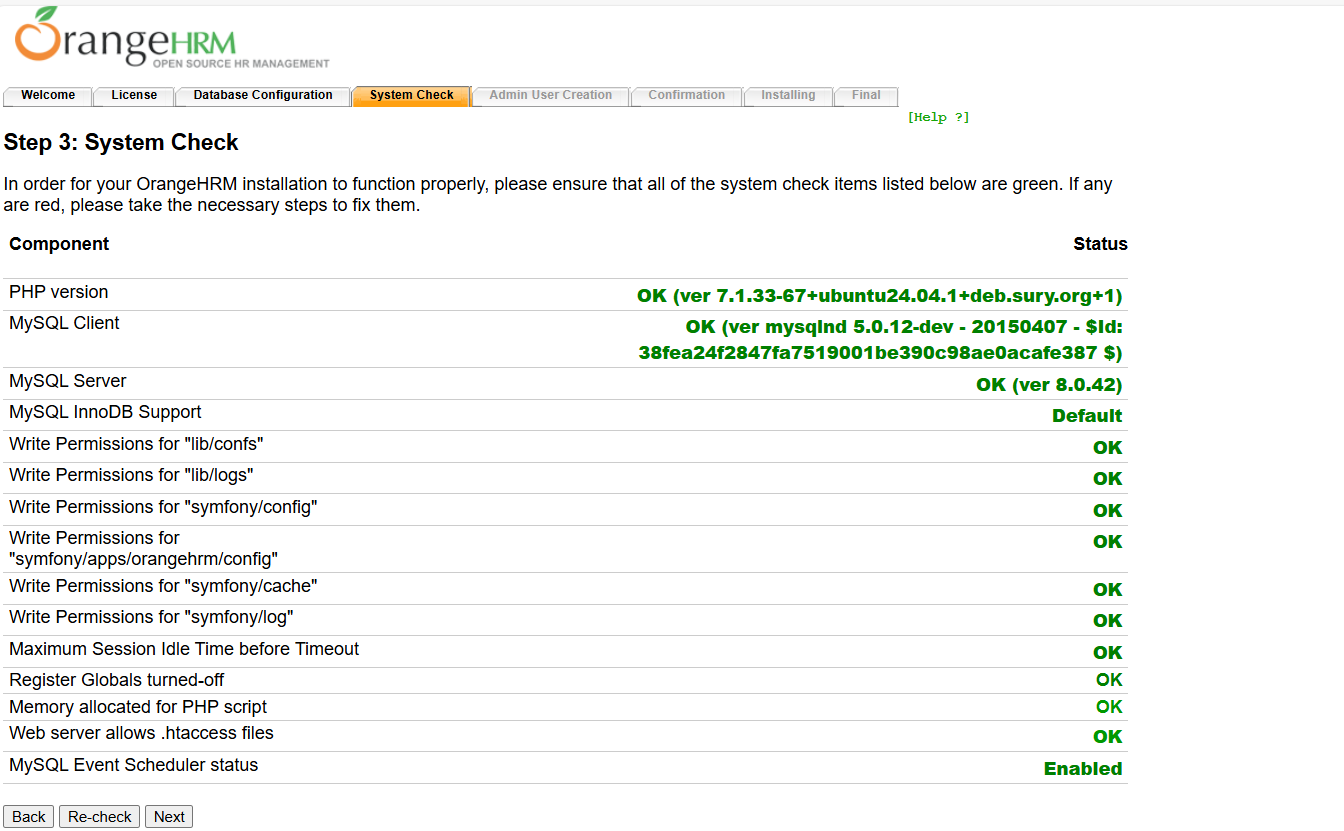 OrangeHRM
OPEN SOURCE HR MANAGEMENT
Welcome License Database Configuration System Check Admin User Creation Confirmation Installing Final
[Help ?]
Step 3: System Check
In order for your OrangeHRM installation to function properly, please ensure that all of the system check items listed below are green. If any
are red, please take the necessary steps to fix them.
Component Status
PHP version OK (ver 7.1.33-67+ubuntu24.04.1+deb.sury.org+1)
MySQL Client OK (ver mysqlnd 5.0.12-dev - 20150407 - $Id:
38fea24f2847fa7519001be390c98ae0acafe387 $)
MySQL Server OK (ver 8.0.42)
MySQL InnoDB Support Default
Write Permissions for "lib/confs" OK
Write Permissions for "lib/logs" OK
Write Permissions for "symfony/config" OK
Write Permissions for OK
"symfony/apps/orangehrm/config"
Write Permissions for "symfony/cache" OK
Write Permissions for "symfony/log" OK
Maximum Session Idle Time before Timeout OK
Register Globals turned-off OK
Memory allocated for PHP script OK
Web server allows .htaccess files OK
MySQL Event Scheduler status Enabled
Back Re-check Next